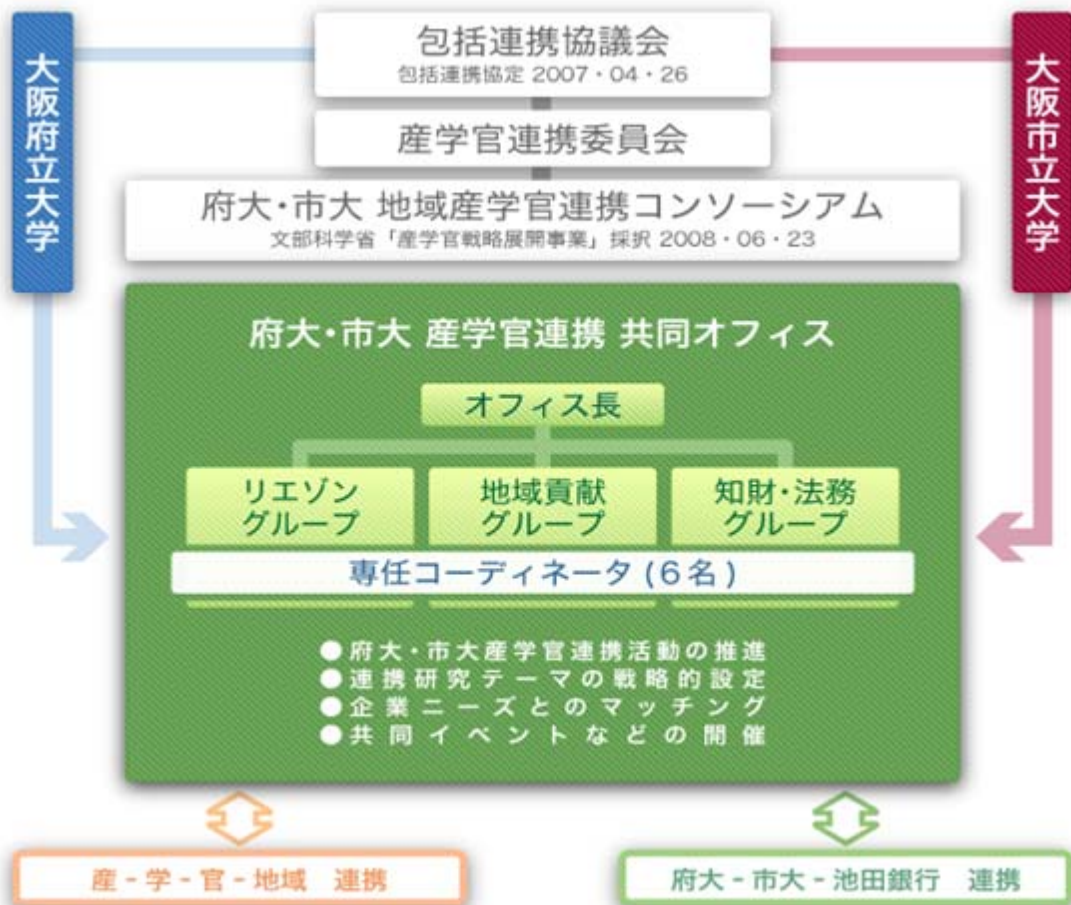 大阪府立大学
包括連携協議会
包括連携協定 2007・04・26
大阪市立大学
産学官連携委員会
府大・市大 地域産学官連携コンソーシアム
文部科学省「産学官戦略展開事業」採択 2008・06・23
府大・市大 産学官連携 共同オフィス
オフィス長
リエゾン
グループ
地域貢献
グループ
知財・法務
グループ
専任コーディネータ(6名)
●府大・市大産学官連携活動の推進
●連携研究テーマの戦略的設定
●企業ニーズとのマッチング
●共同イベントなどの開催
産-学-官-地域 連携
府大-市大-池田銀行 連携